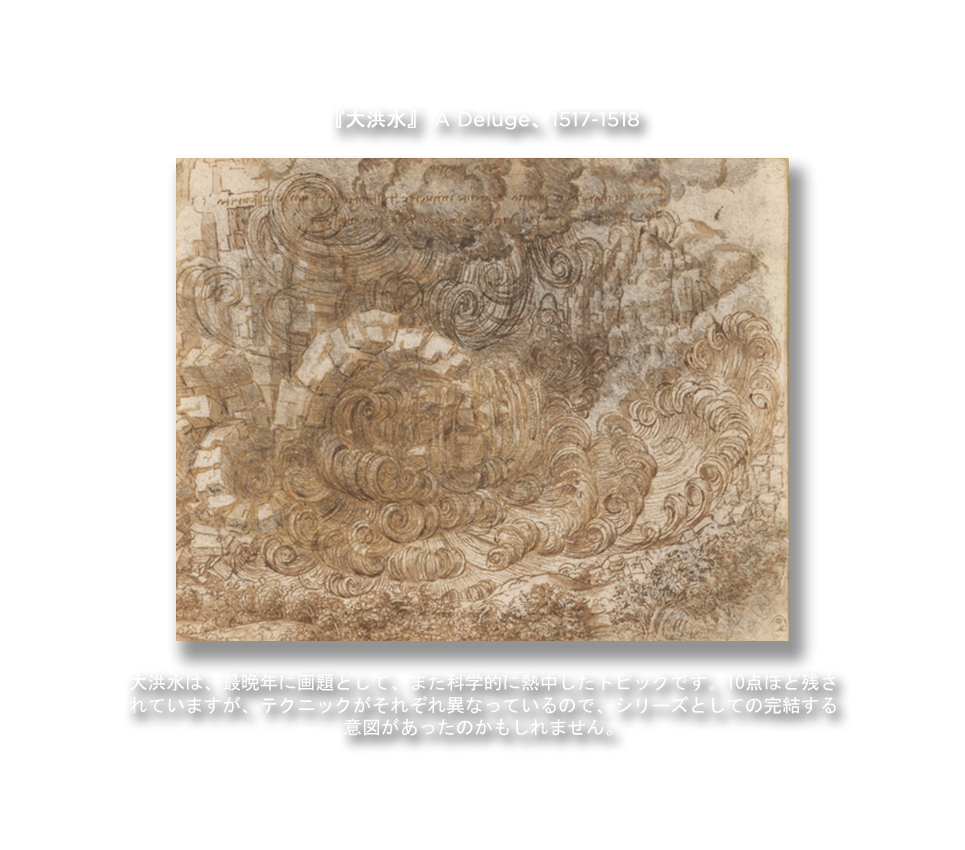 『大洪水』 A Deluge、1517-1518
大洪水は、最晩年に画題として、また科学的に熱中したトピックです。10点ほど残さ
れていますが、テクニックがそれぞれ異なっているので、シリーズとしての完結する
意図があったのかもしれません。